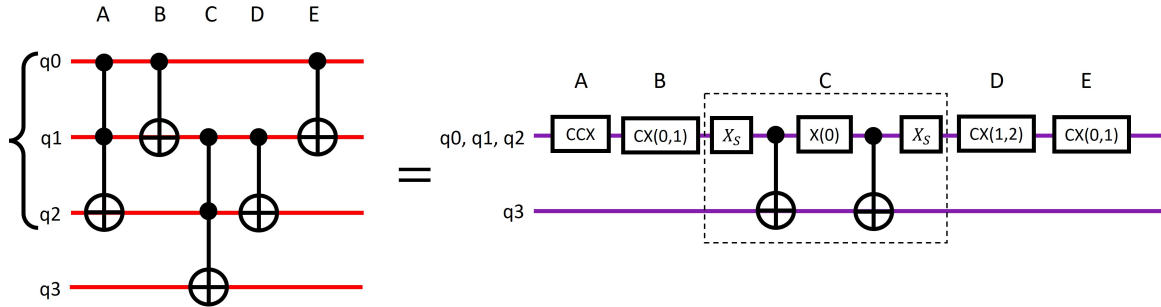 A B C D E
q0
q1
q2
q3
=
A B C D E
q0, q1, q2 CCX CX(0,1) X_S X(0) X_S CX(1,2) CX(0,1)
q3